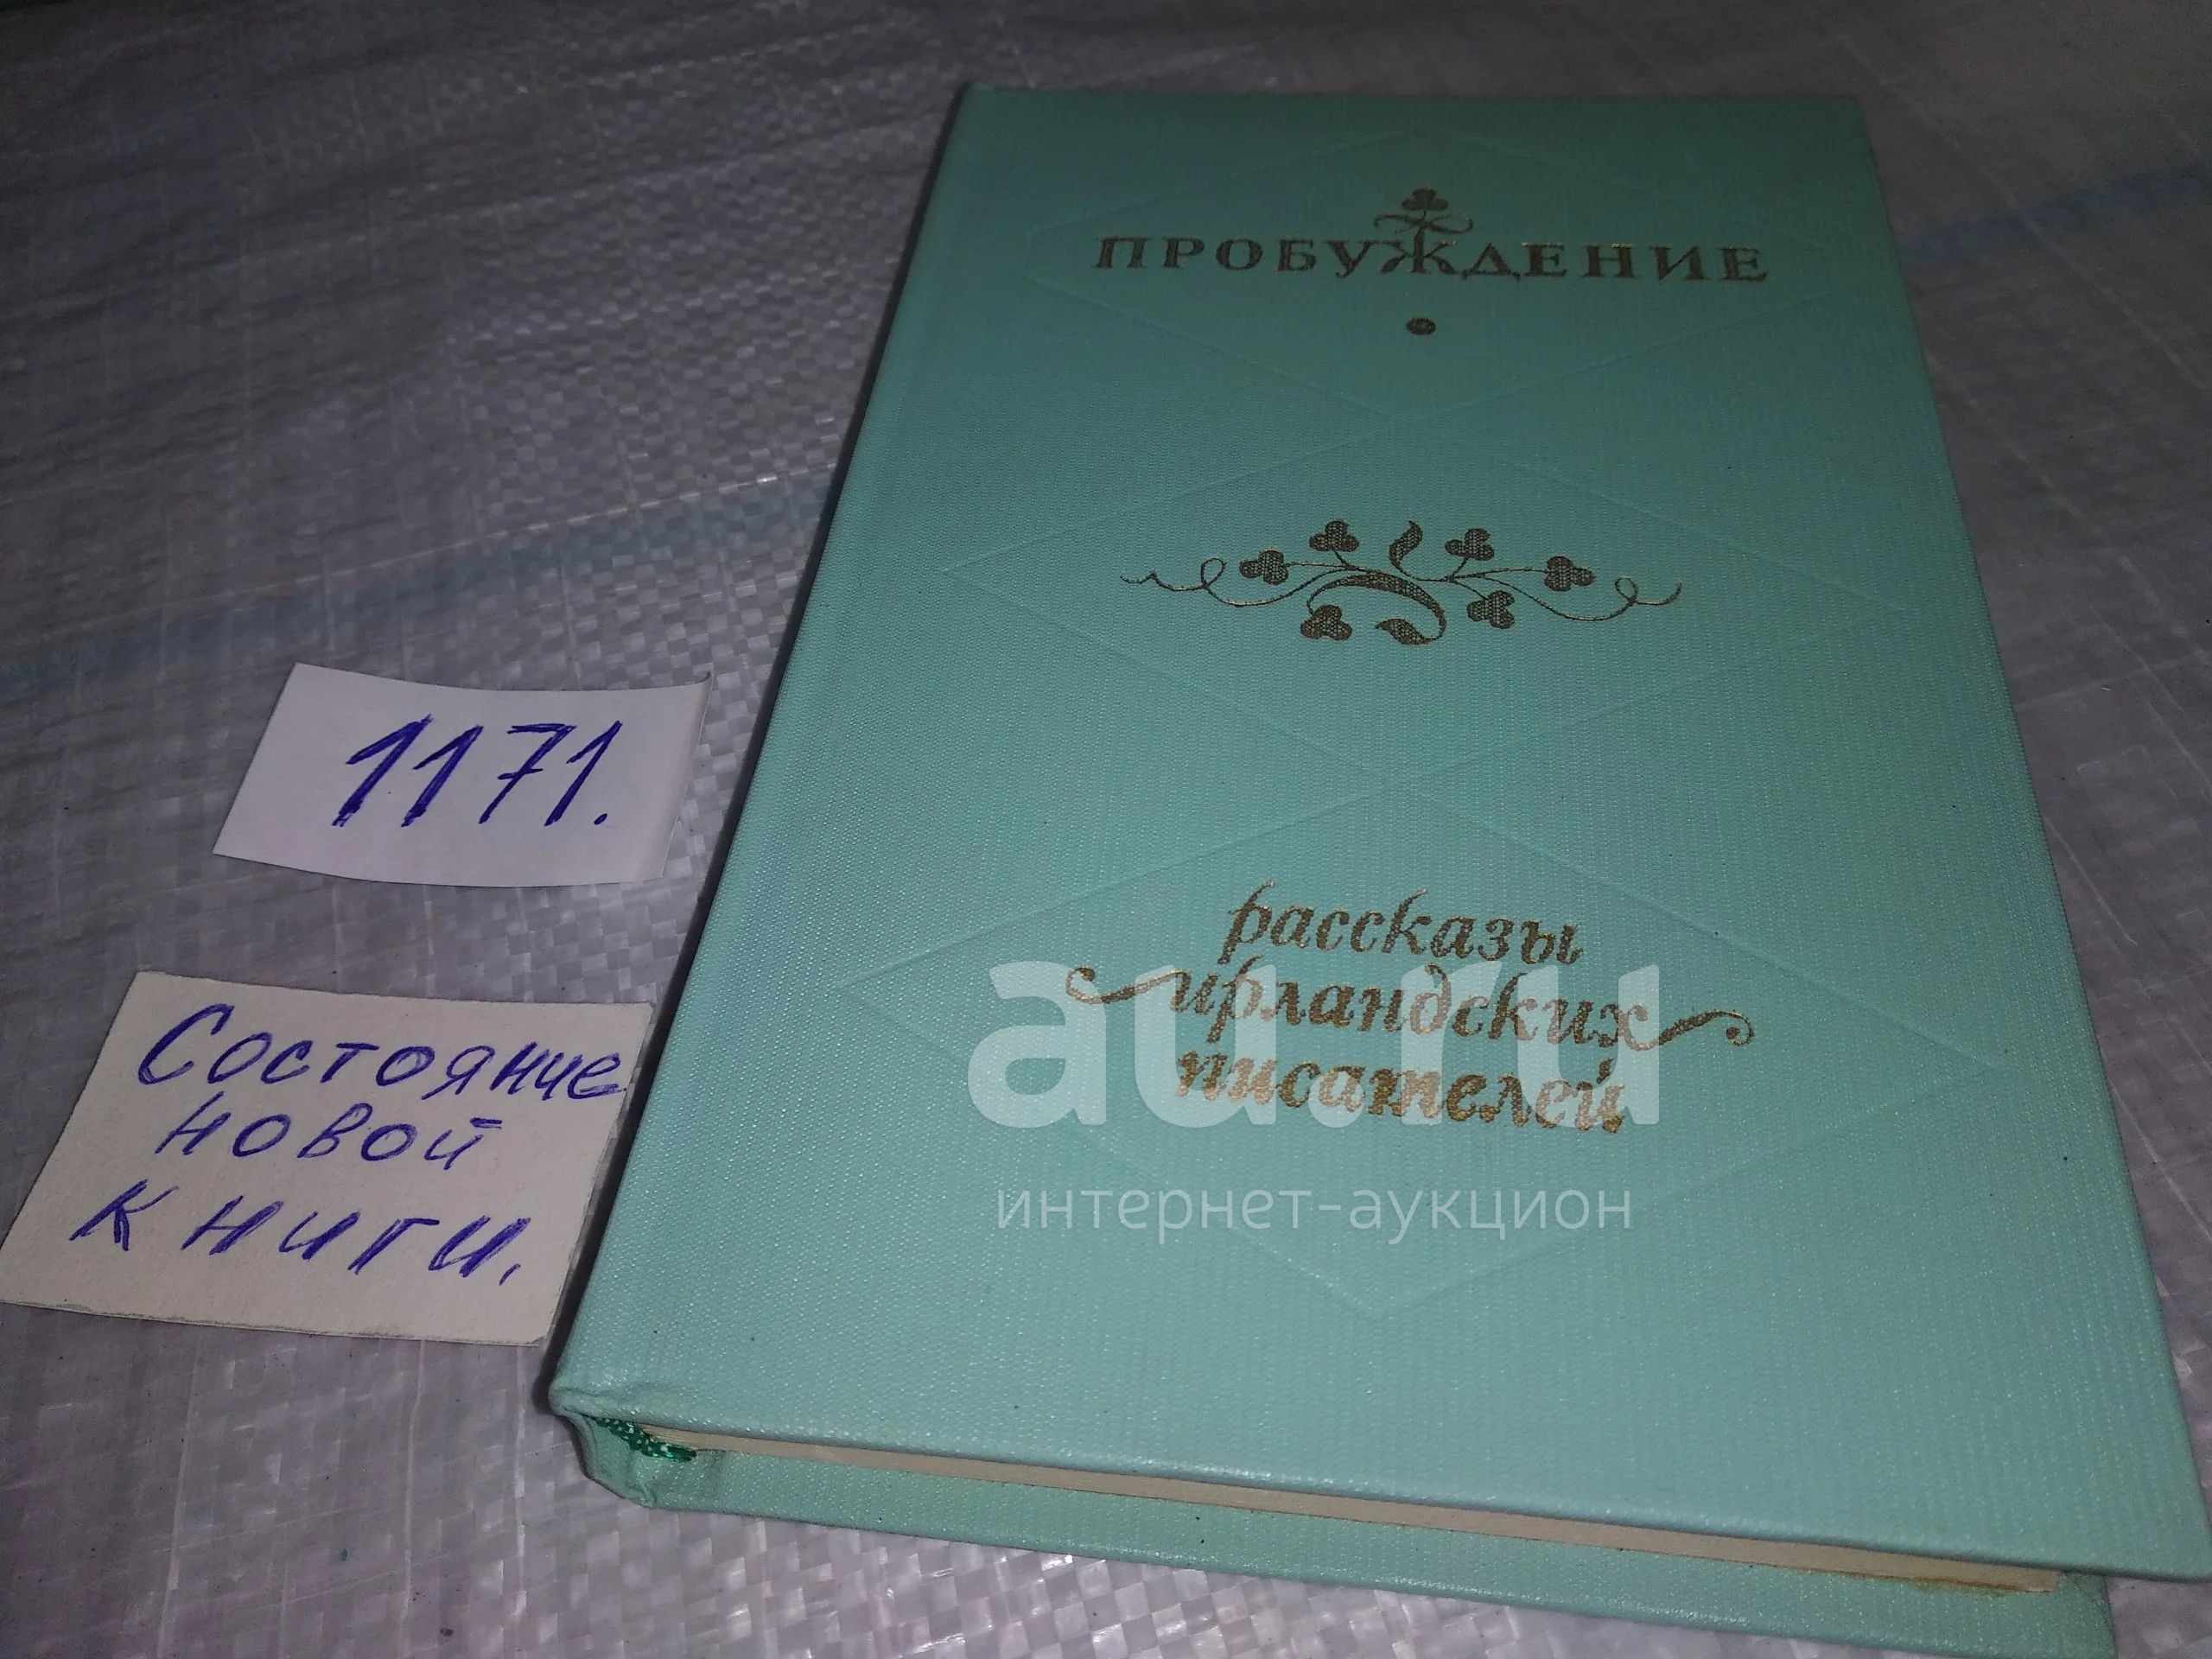 ПРОБУЖДЕНИЕ
рассказы
ирландских
писателей
au.ru
интернет-аукцион
1171.
Состояние
новой
книги.